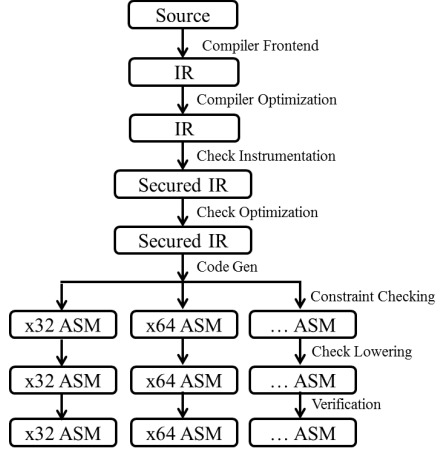 Source
Compiler Frontend
IR
Compiler Optimization
IR
Check Instrumentation
Secured IR
Check Optimization
Secured IR
Code Gen
Constraint Checking
x32 ASM x64 ASM ... ASM
Check Lowering
x32 ASM x64 ASM ... ASM
Verification
x32 ASM x64 ASM ... ASM